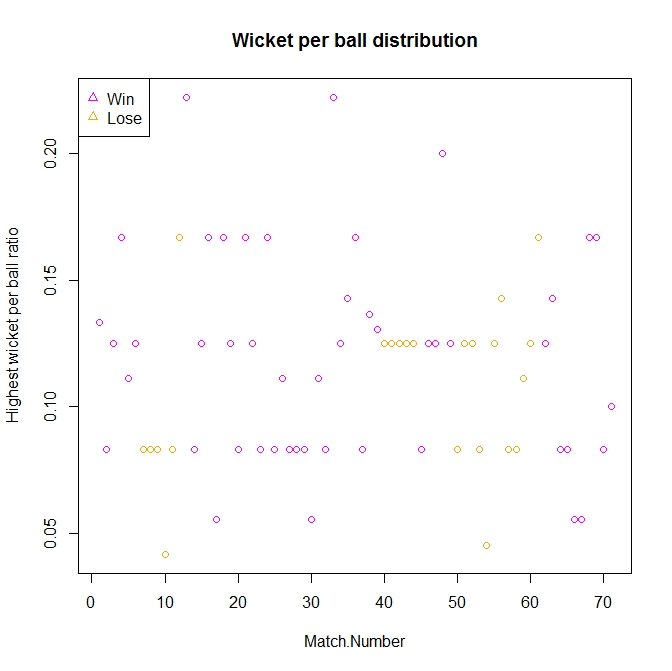 Wicket per ball distribution
Win
Lose
Highest wicket per ball ratio
0.20
0.15
0.10
0.05
0 10 20 30 40 50 60 70
Match.Number